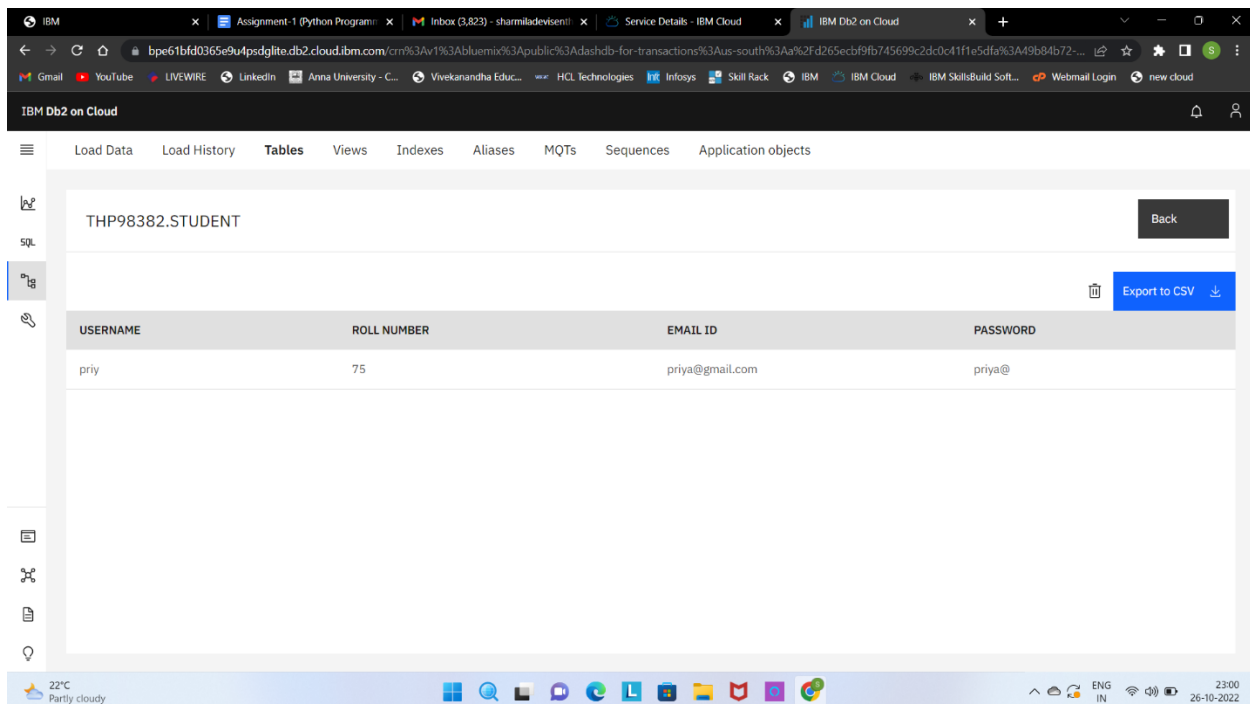 IBM
Assignment-1 (Python Programm
Inbox (3,823) - sharmiladevisenth
Service Details - IBM Cloud
IBM Db2 on Cloud
bpe61bfd0365e9u4psdglite.db2.cloud.ibm.com/crn%3Av1%3Abluemix%3Apublic%3Adashdb-for-transactions%3Aus-south%3Aa%2Fd265ecbf9fb745699c2dc0c41f1e5dfa%3A49b84b72-...
S
Gmail
YouTube
LIVEWIRE
LinkedIn
Anna University - C...
Vivekanandha Educ...
HCL Technologies
Infosys
Skill Rack
IBM
IBM Cloud
IBM SkillsBuild Soft...
Webmail Login
new cloud
IBM Db2 on Cloud
Load Data Load History Tables Views Indexes Aliases MQTs Sequences Application objects
SQL
THP98382.STUDENT
Back
Export to CSV
USERNAME ROLL NUMBER EMAIL ID PASSWORD
priy 75 priya@gmail.com priya@
22°C
Partly cloudy
ENG
IN
23:00
26-10-2022